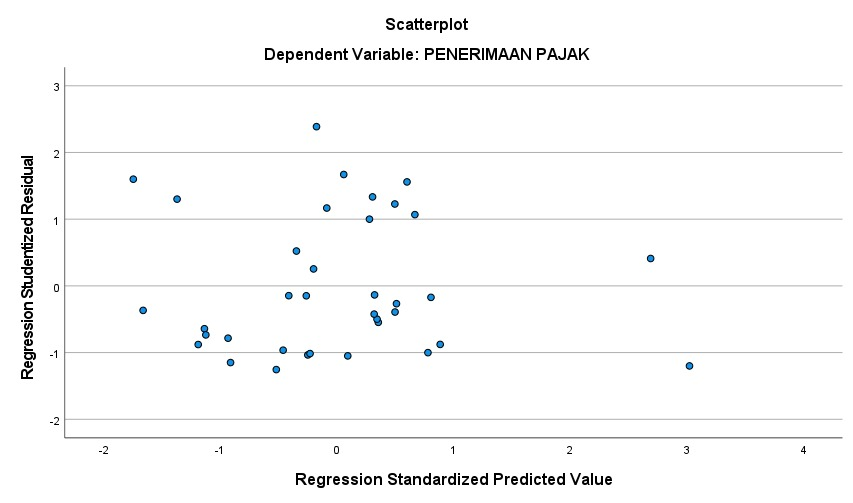 Scatterplot
Dependent Variable: PENERIMAAN PAJAK
Regression Studentized Residual
3
2
1
0
-1
-2
-2 -1 0 1 2 3 4
Regression Standardized Predicted Value